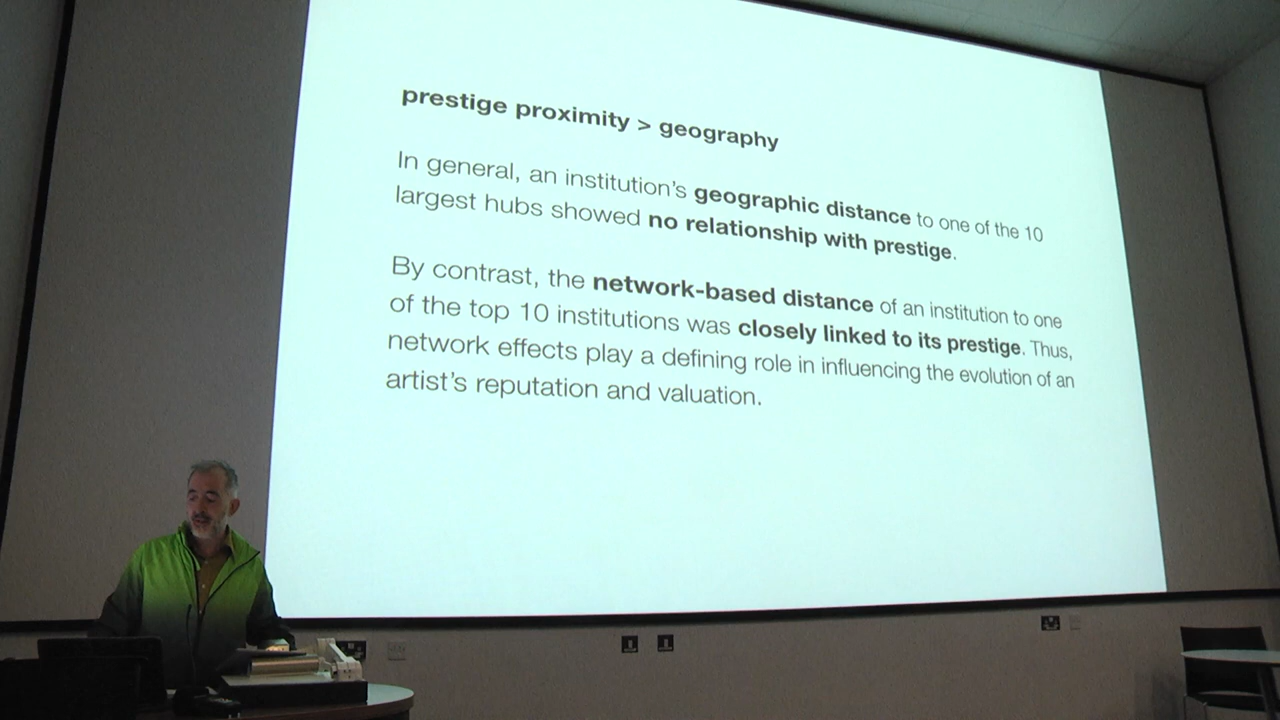 prestige proximity > geography
In general, an institution's geographic distance to one of the 10
largest hubs showed no relationship with prestige.
By contrast, the network-based distance of an institution to one
of the top 10 institutions was closely linked to its prestige. Thus,
network effects play a defining role in influencing the evolution of an
artist's reputation and valuation.